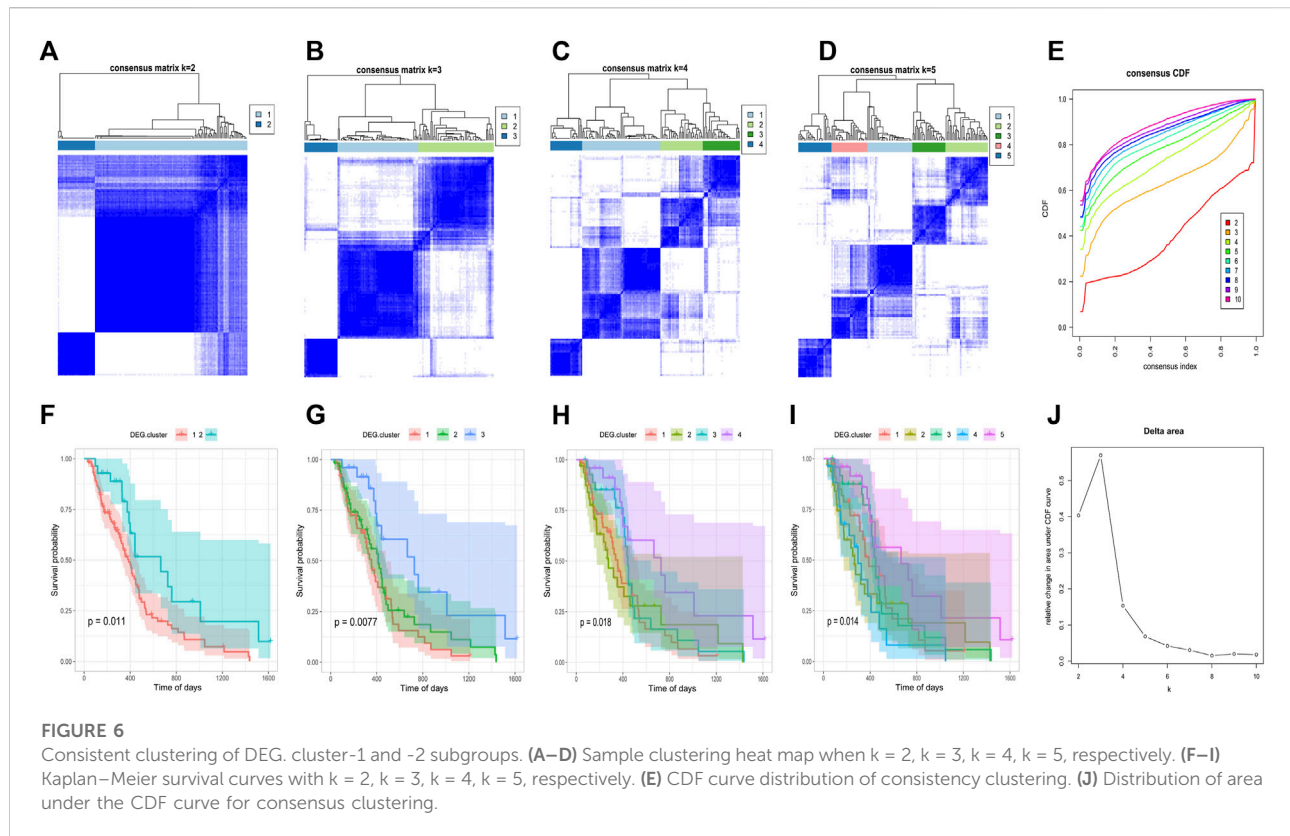 A
consensus matrix k=2
1
2
B
consensus matrix k=3
1
2
3
C
consensus matrix k=4
1
2
3
4
D
consensus matrix k=5
1
2
3
4
5
E
consensus CDF
CDF
1.0
0.8
0.6
0.4
0.2
0.0
2
3
4
5
6
7
8
9
10
0.0 0.2 0.4 0.6 0.8 1.0
consensus index
F
DEG.cluster 1 2
Survival probability
1.00
0.75
0.50
0.25
0.00
p = 0.011
0 400 800 1200 1600
Time of days
G
DEG.cluster 1 2 3
Survival probability
1.00
0.75
0.50
0.25
0.00
p = 0.0077
0 400 800 1200 1600
Time of days
H
DEG.cluster 1 2 3 4
Survival probability
1.00
0.75
0.50
0.25
0.00
p = 0.018
0 400 800 1200 1600
Time of days
I
DEG.cluster 1 2 3 4 5
Survival probability
1.00
0.75
0.50
0.25
0.00
p = 0.014
0 400 800 1200 1600
Time of days
J
Delta area
relative change in area under CDF curve
0.5
0.4
0.3
0.2
0.1
0.0
2 4 6 8 10
k
FIGURE 6
Consistent clustering of DEG. cluster-1 and -2 subgroups. (A–D) Sample clustering heat map when k = 2, k = 3, k = 4, k = 5, respectively. (F–I)
Kaplan–Meier survival curves with k = 2, k = 3, k = 4, k = 5, respectively. (E) CDF curve distribution of consistency clustering. (J) Distribution of area
under the CDF curve for consensus clustering.